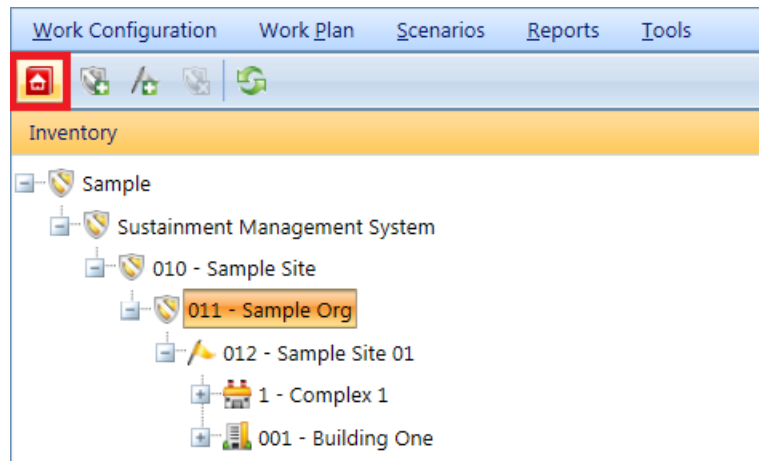 Work Configuration Work Plan Scenarios Reports Tools
Inventory
Sample
Sustainment Management System
010 - Sample Site
011 - Sample Org
012 - Sample Site 01
1 - Complex 1
001 - Building One